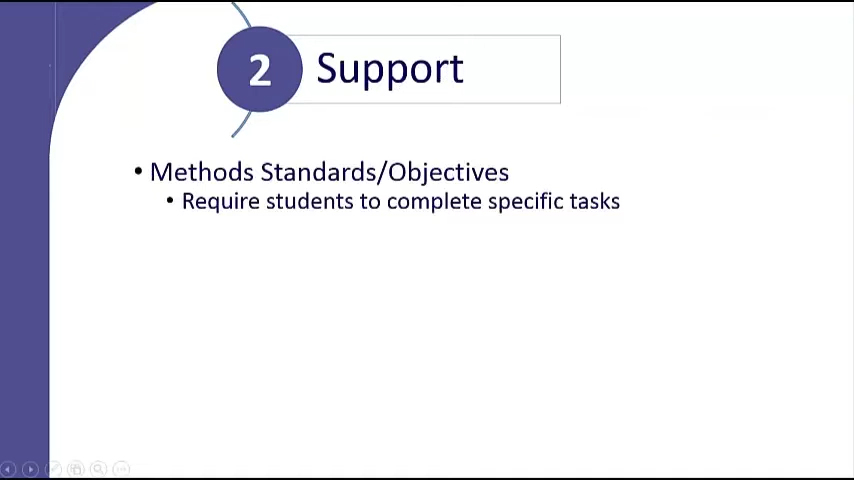 2 Support
• Methods Standards/Objectives
• Require students to complete specific tasks